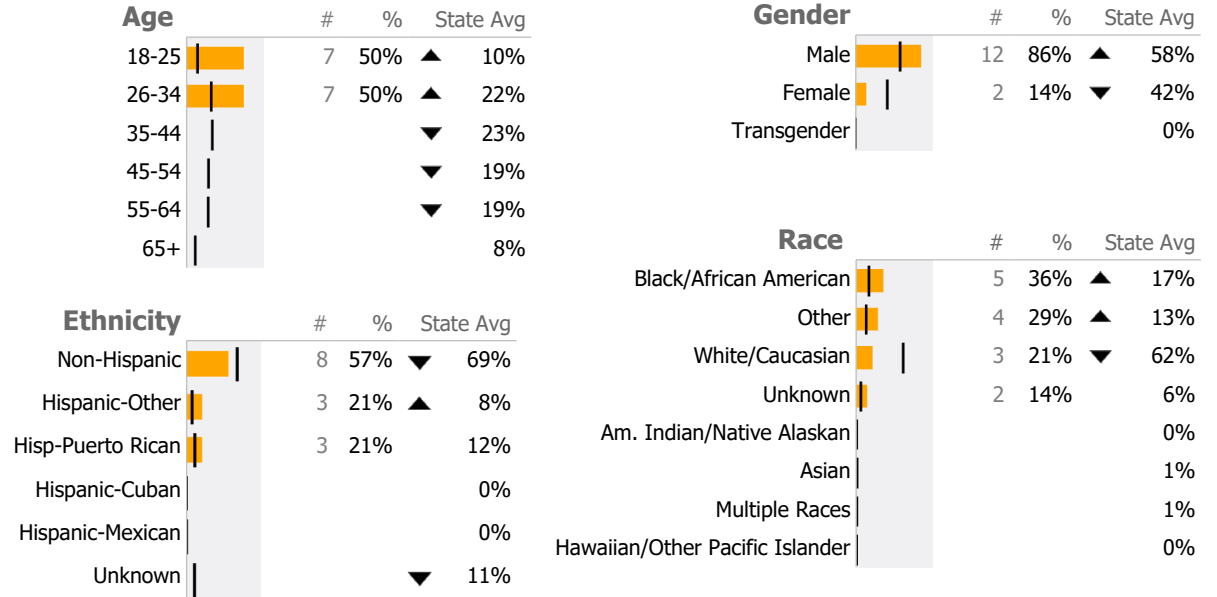 Age # % State Avg
18-25 7 50% ▲ 10%
26-34 7 50% ▲ 22%
35-44 ▼ 23%
45-54 ▼ 19%
55-64 ▼ 19%
65+ 8%
Ethnicity # % State Avg
Non-Hispanic 8 57% ▼ 69%
Hispanic-Other 3 21% ▲ 8%
Hisp-Puerto Rican 3 21% 12%
Hispanic-Cuban 0%
Hispanic-Mexican 0%
Unknown ▼ 11%
Gender # % State Avg
Male 12 86% ▲ 58%
Female 2 14% ▼ 42%
Transgender 0%
Race # % State Avg
Black/African American 5 36% ▲ 17%
Other 4 29% ▲ 13%
White/Caucasian 3 21% ▼ 62%
Unknown 2 14% 6%
Am. Indian/Native Alaskan 0%
Asian 1%
Multiple Races 1%
Hawaiian/Other Pacific Islander 0%